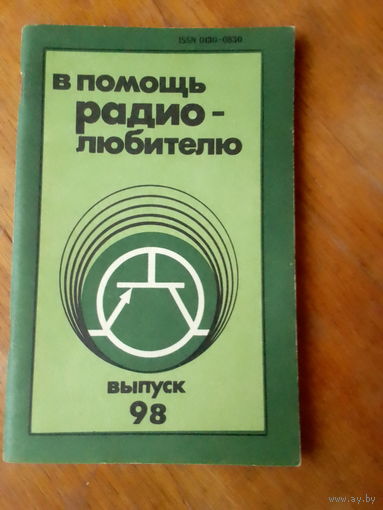 ISSN 0130-0830
В ПОМОЩЬ
РАДИО-
ЛЮБИТЕЛЮ
ВЫПУСК
98
www.ay.by